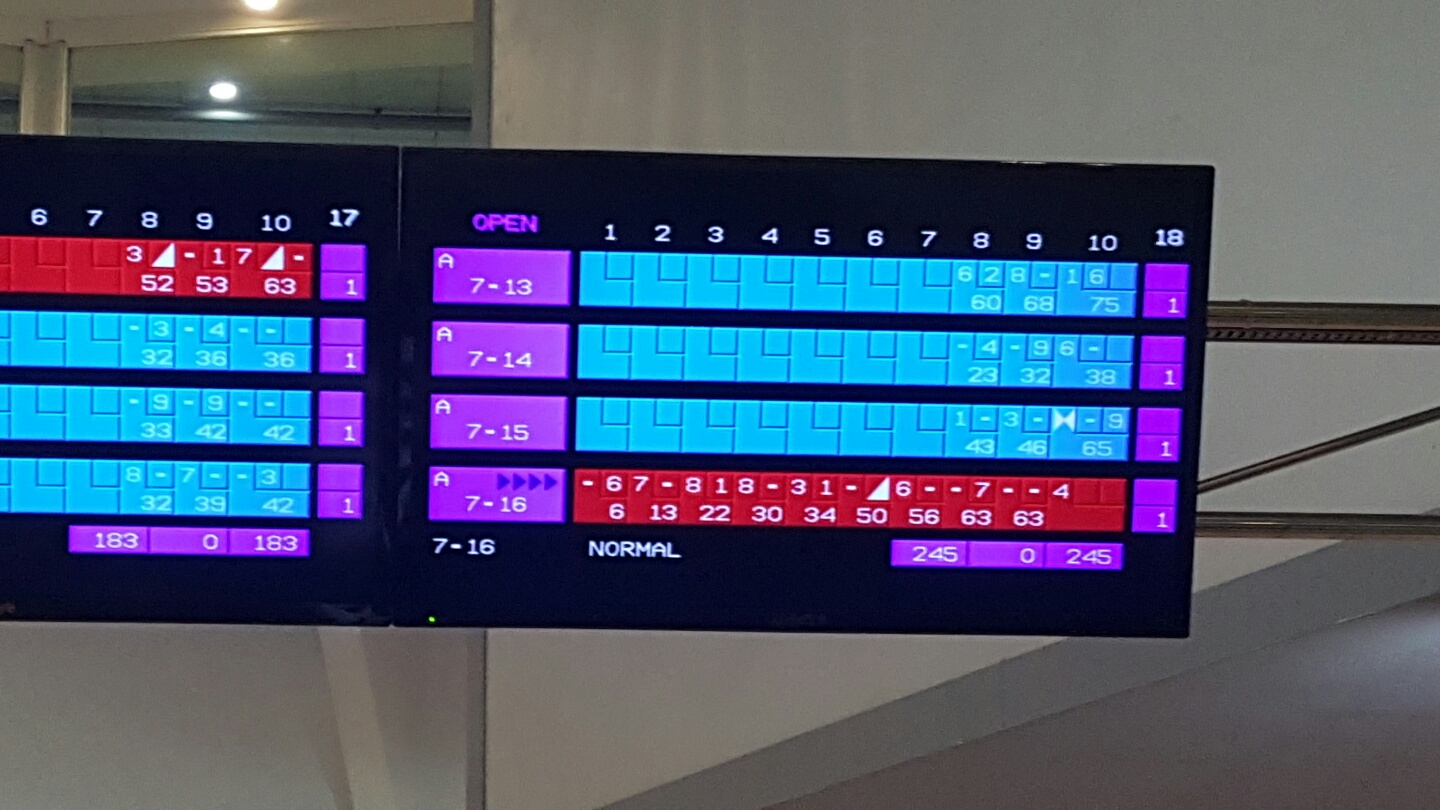 6 7 8 9 10 17
3 - 1 7 -
52 53 63 1
- 3 - 4 - -
32 36 36 1
- 9 - 9 - -
33 42 42 1
8 - 7 - - 3
32 39 42 1
183 0 183
OPEN 1 2 3 4 5 6 7 8 9 10 18
A 6 2 8 - 1 6
7-13 60 68 75 1
A - 4 - 9 6 -
7-14 23 32 38 1
A 1 - 3 - - 9
7-15 43 46 65 1
A - 6 7 - 8 1 8 - 3 1 - 6 - - 7 - - 4
7-16 6 13 22 30 34 50 56 63 63 1
7-16 NORMAL 245 0 245